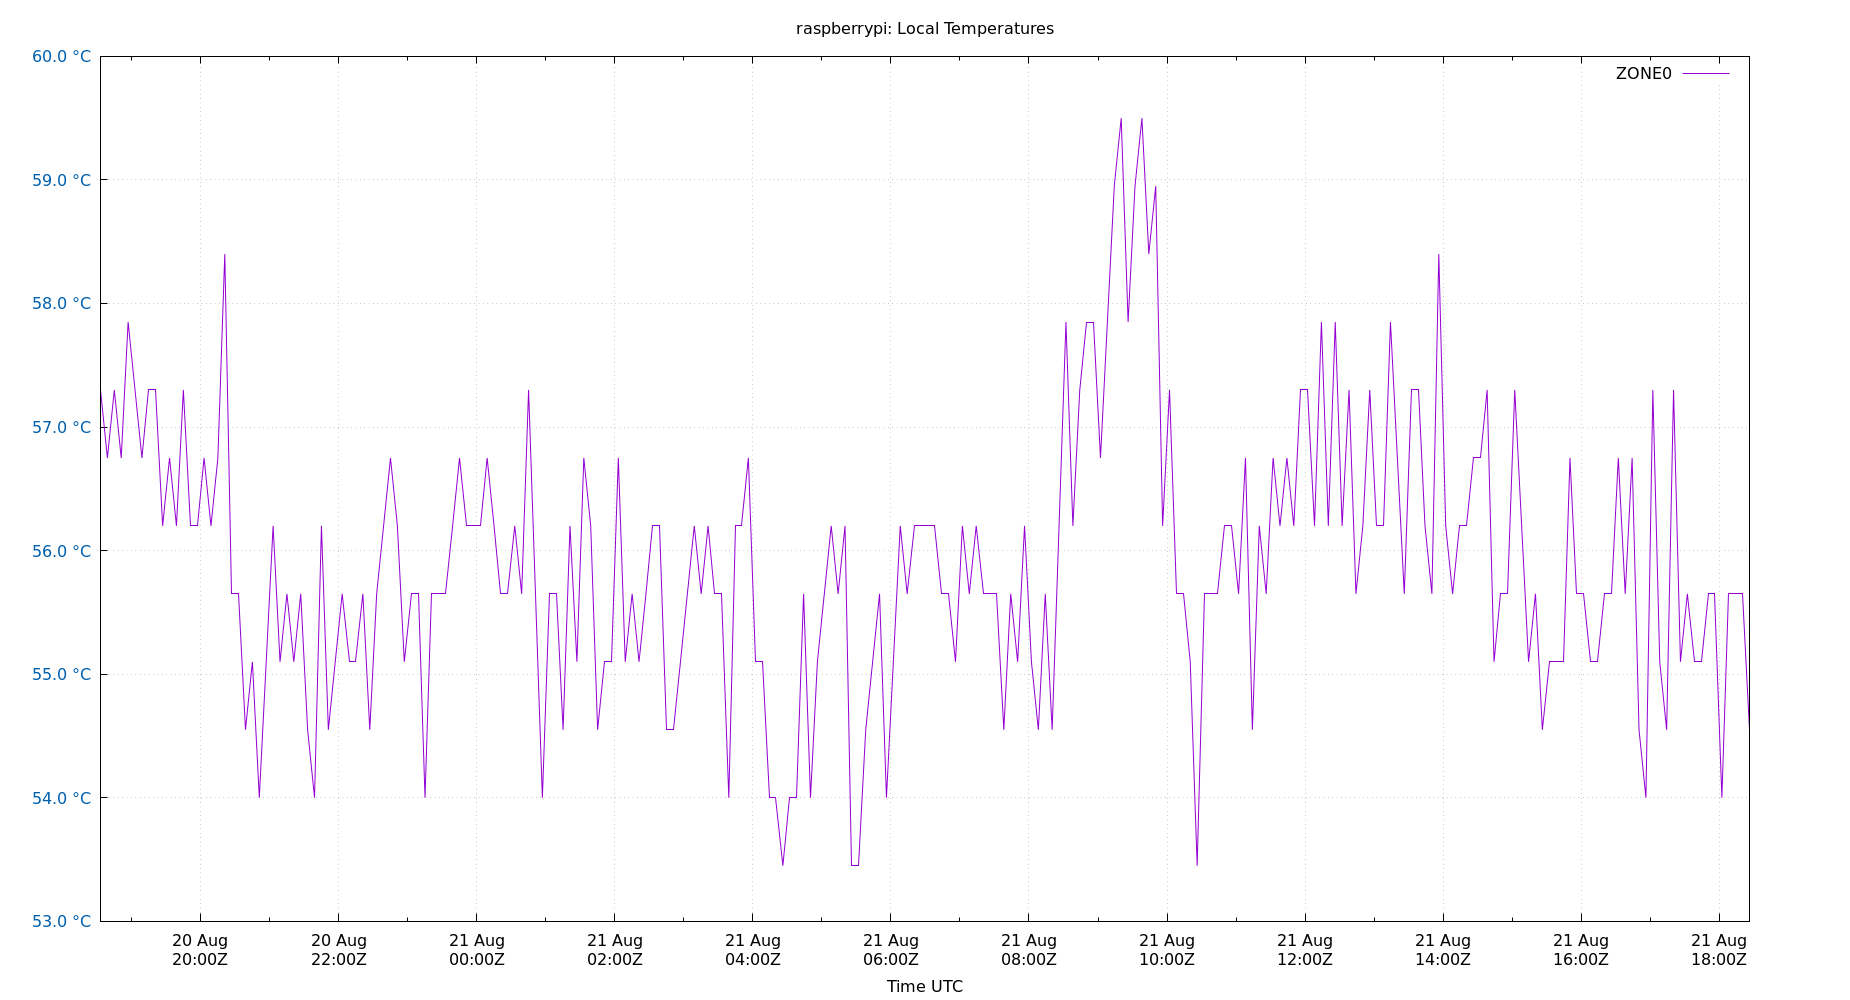 raspberrypi: Local Temperatures
60.0 °C
ZONE0
59.0 °C
58.0 °C
57.0 °C
56.0 °C
55.0 °C
54.0 °C
53.0 °C
20 Aug 20 Aug 21 Aug 21 Aug 21 Aug 21 Aug 21 Aug 21 Aug 21 Aug 21 Aug 21 Aug 21 Aug
20:00Z 22:00Z 00:00Z 02:00Z 04:00Z 06:00Z 08:00Z 10:00Z 12:00Z 14:00Z 16:00Z 18:00Z
Time UTC